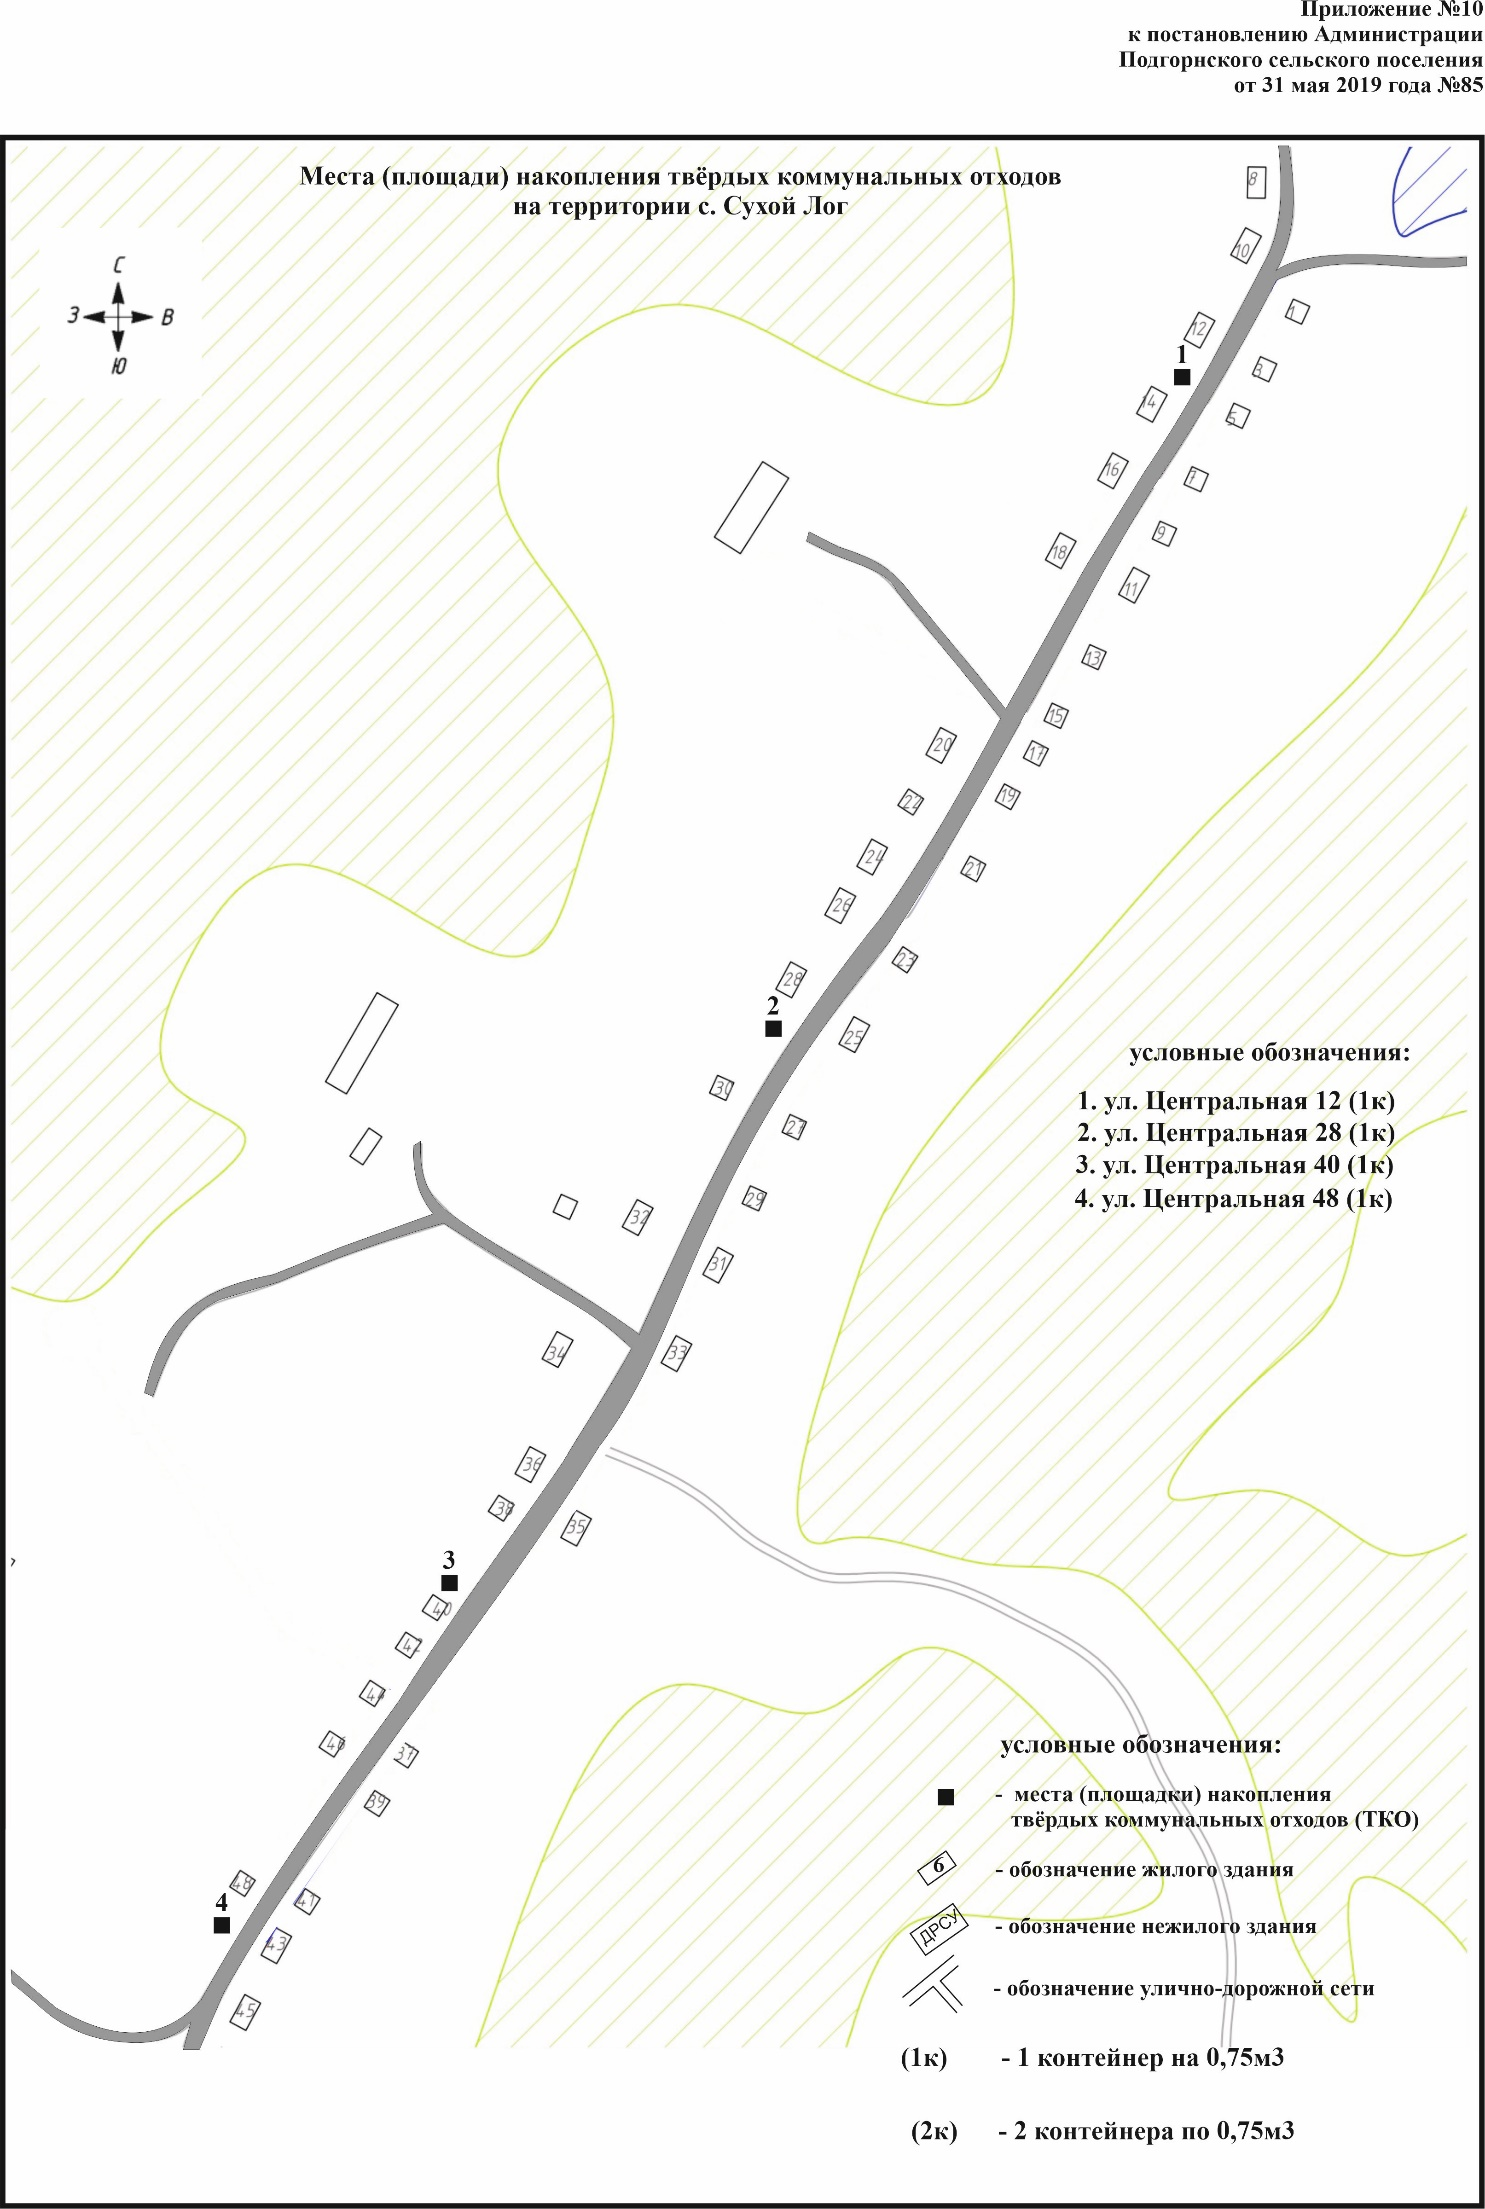 Приложение №10
к постановлению Администрации
Подгорнского сельского поселения
от 31 мая 2019 года №85
Места (площади) накопления твёрдых коммунальных отходов
на территории с. Сухой Лог
С
З В
Ю
8
10
1
12
1
3
14
5
16
7
9
18
11
13
15
20
17
19
22
24
21
26
23
28
2
25
30
27
29
32
31
34
33
36
38
35
3
40
42
44
46
37
39
48
4
41
43
45
условные обозначения:
1. ул. Центральная 12 (1к)
2. ул. Центральная 28 (1к)
3. ул. Центральная 40 (1к)
4. ул. Центральная 48 (1к)
условные обозначения:
- места (площадки) накопления
твёрдых коммунальных отходов (ТКО)
6 - обозначение жилого здания
ДРСУ - обозначение нежилого здания
- обозначение улично-дорожной сети
(1к) - 1 контейнер на 0,75м3
(2к) - 2 контейнера по 0,75м3